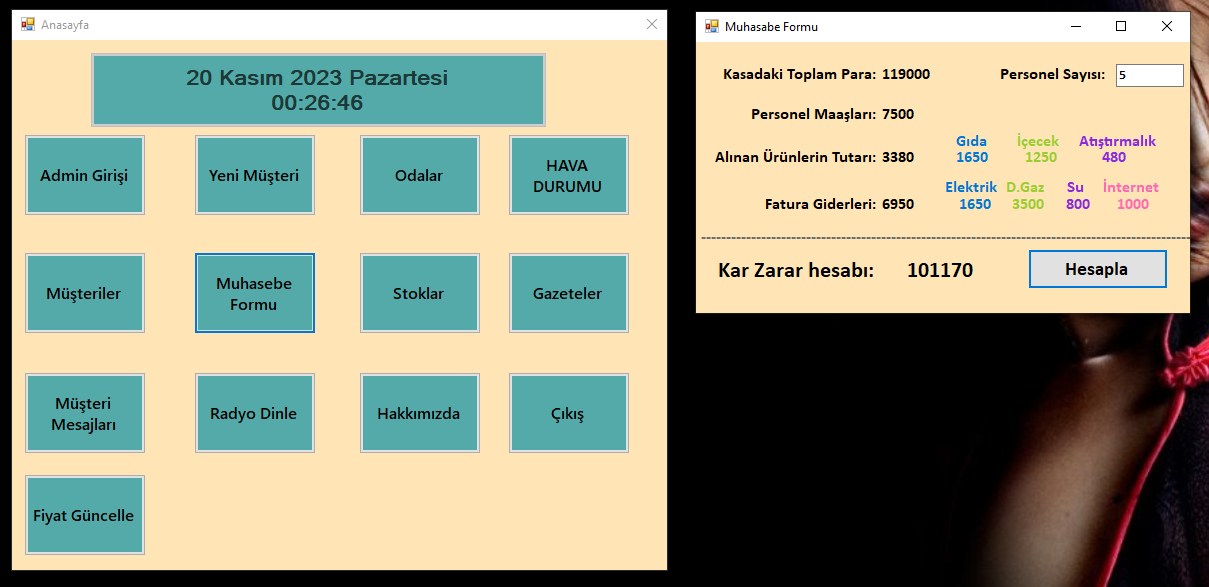 Anasayfa
20 Kasım 2023 Pazartesi
00:26:46
Admin Girişi
Yeni Müşteri
Odalar
HAVA
DURUMU
Müşteriler
Muhasebe
Formu
Stoklar
Gazeteler
Müşteri
Mesajları
Radyo Dinle
Hakkımızda
Çıkış
Fiyat Güncelle
Muhasabe Formu
Kasadaki Toplam Para: 119000 Personel Sayısı: 5
Personel Maaşları: 7500
Gıda İçecek Atıştırmalık
Alınan Ürünlerin Tutarı: 3380 1650 1250 480
Elektrik D.Gaz Su İnternet
Fatura Giderleri: 6950 1650 3500 800 1000
Kar Zarar hesabı: 101170 Hesapla